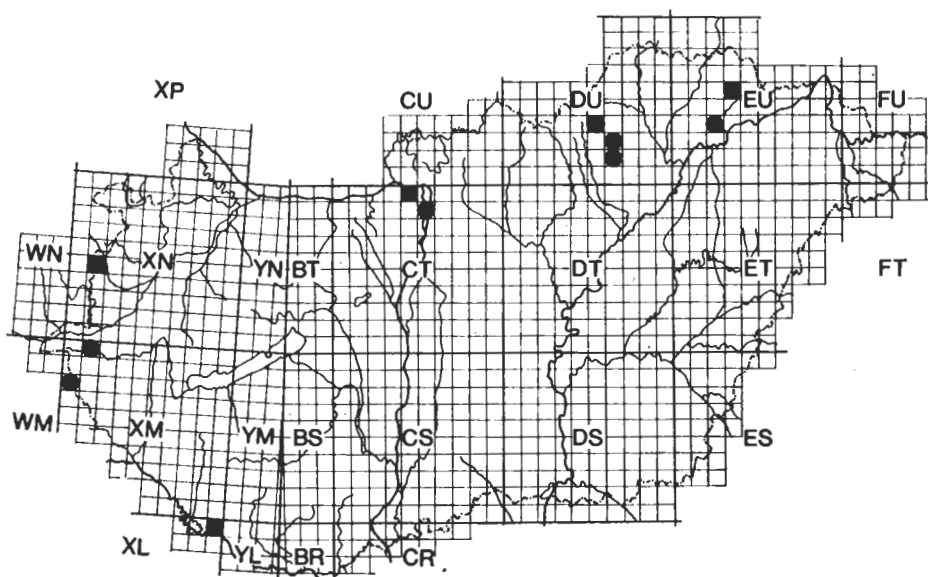 XP CU DU EU FU
WN XN YN BT CT DT ET FT
WM XM YM BS CS DS ES
XL YL BR CR